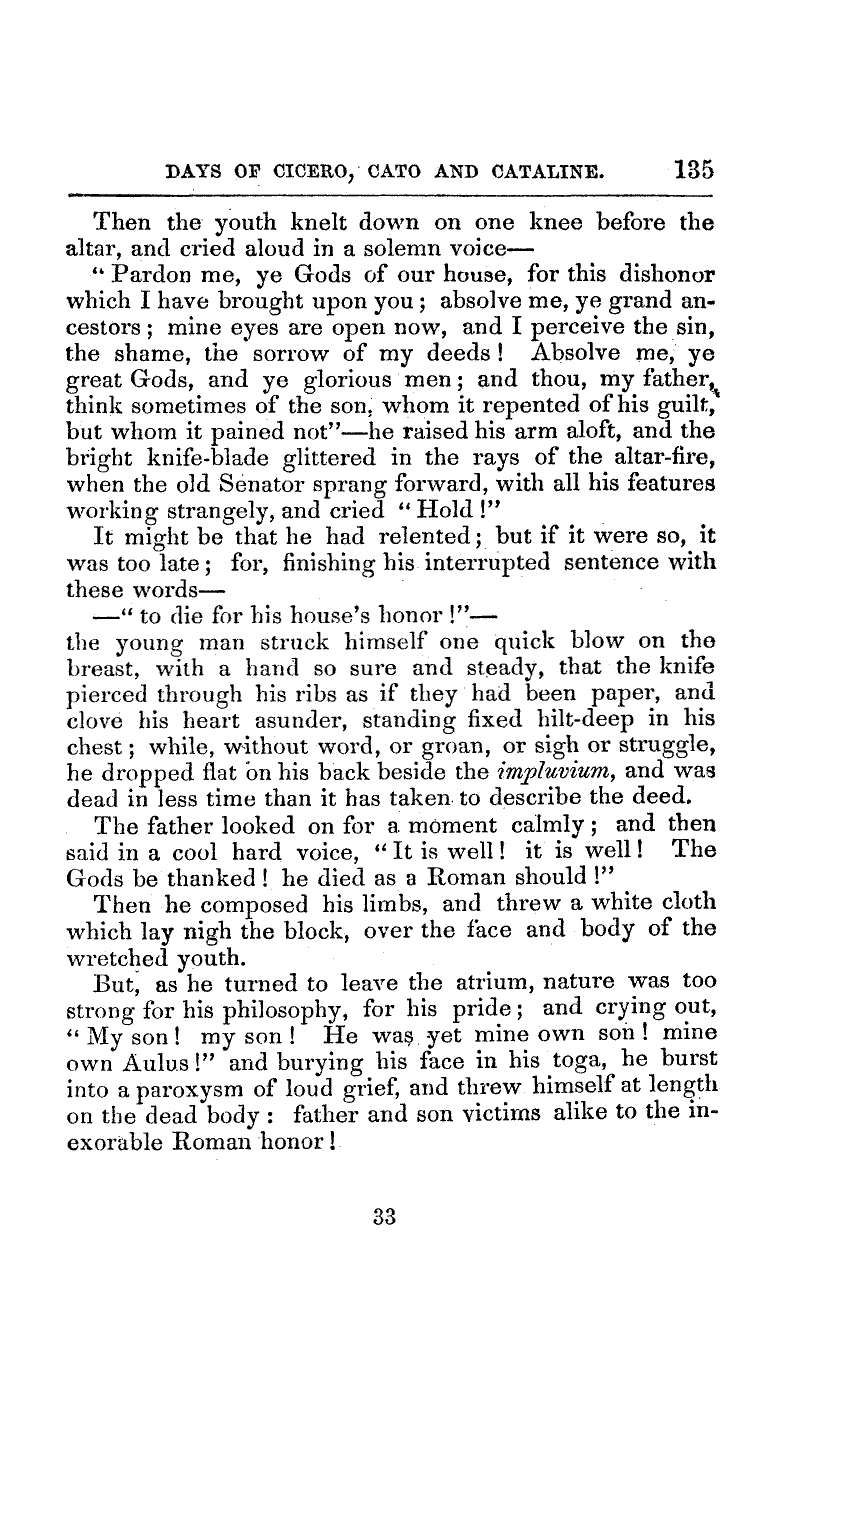 DAYS OF CICERO, CATO AND CATALINE. 135
Then the youth knelt down on one knee before the
altar, and cried aloud in a solemn voice—
“ Pardon me, ye Gods of our house, for this dishonor
which I have brought upon you ; absolve me, ye grand an-
cestors ; mine eyes are open now, and I perceive the sin,
the shame, the sorrow of my deeds ! Absolve me, ye
great Gods, and ye glorious men ; and thou, my father,
think sometimes of the son, whom it repented of his guilt,
but whom it pained not”—he raised his arm aloft, and the
bright knife-blade glittered in the rays of the altar-fire,
when the old Senator sprang forward, with all his features
working strangely, and cried “ Hold !”
It might be that he had relented ; but if it were so, it
was too late ; for, finishing his interrupted sentence with
these words—
—“ to die for his house’s honor !”—
the young man struck himself one quick blow on the
breast, with a hand so sure and steady, that the knife
pierced through his ribs as if they had been paper, and
clove his heart asunder, standing fixed hilt-deep in his
chest ; while, without word, or groan, or sigh or struggle,
he dropped flat on his back beside the impluvium, and was
dead in less time than it has taken to describe the deed.
The father looked on for a moment calmly ; and then
said in a cool hard voice, “ It is well ! it is well ! The
Gods be thanked ! he died as a Roman should !”
Then he composed his limbs, and threw a white cloth
which lay nigh the block, over the face and body of the
wretched youth.
But, as he turned to leave the atrium, nature was too
strong for his philosophy, for his pride ; and crying out,
“ My son ! my son ! He was yet mine own son ! mine
own Aulus !” and burying his face in his toga, he burst
into a paroxysm of loud grief, and threw himself at length
on the dead body : father and son victims alike to the in-
exorable Roman honor !
33